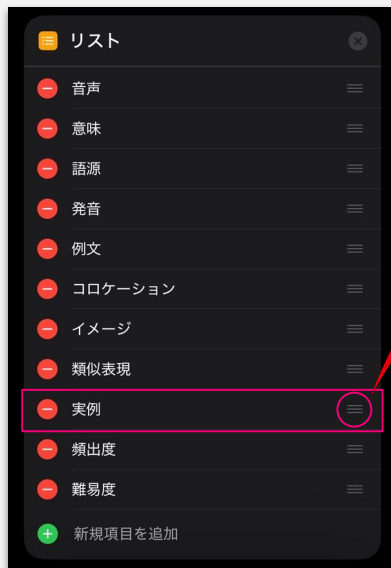 リスト
音声
意味
語源
発音
例文
コロケーション
イメージ
類似表現
実例
頻出度
難易度
新規項目を追加